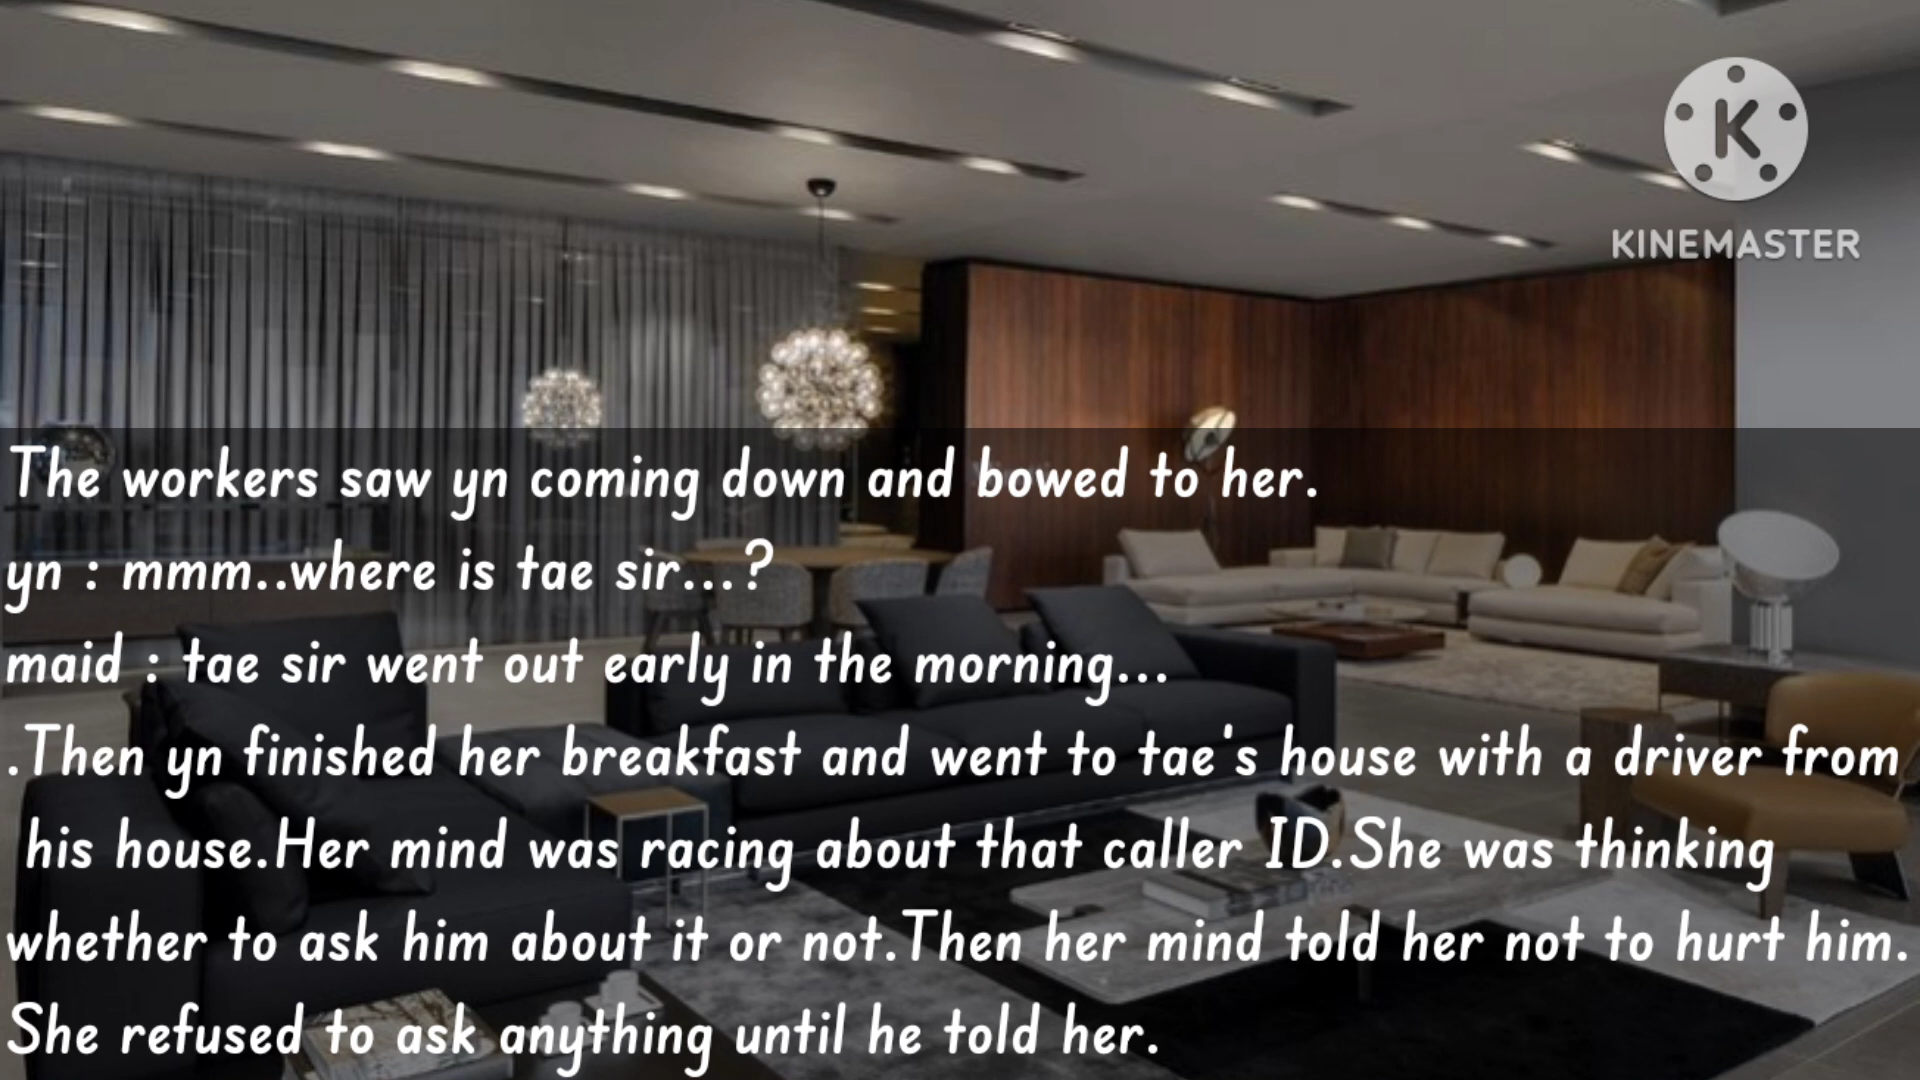 K
KINEMASTER
The workers saw yn coming down and bowed to her.
yn : mmm..where is tae sir...?
maid : tae sir went out early in the morning...
.Then yn finished her breakfast and went to tae's house with a driver from
his house.Her mind was racing about that caller ID.She was thinking
whether to ask him about it or not.Then her mind told her not to hurt him.
She refused to ask anything until he told her.